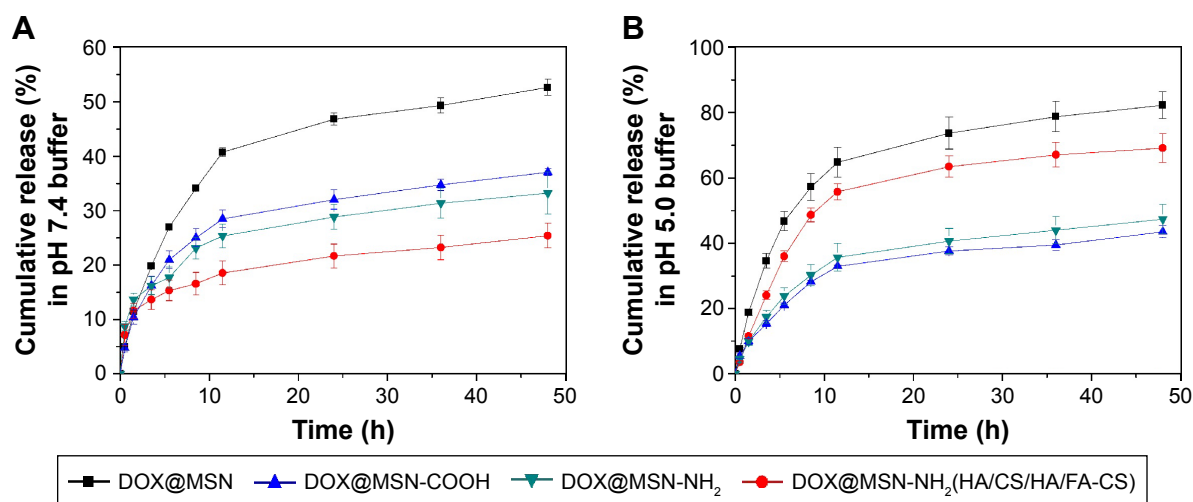 A
B
Cumulative release (%)
in pH 7.4 buffer
60
50
40
30
20
10
0
0 10 20 30 40 50
Time (h)
Cumulative release (%)
in pH 5.0 buffer
100
80
60
40
20
0
0 10 20 30 40 50
Time (h)
DOX@MSN DOX@MSN-COOH DOX@MSN-NH₂ DOX@MSN-NH₂(HA/CS/HA/FA-CS)